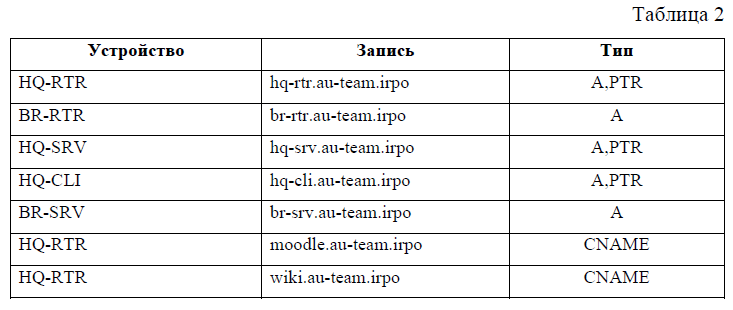 Таблица 2
Устройство Запись Тип
HQ-RTR hq-rtr.au-team.irpo A,PTR
BR-RTR br-rtr.au-team.irpo A
HQ-SRV hq-srv.au-team.irpo A,PTR
HQ-CLI hq-cli.au-team.irpo A,PTR
BR-SRV br-srv.au-team.irpo A
HQ-RTR moodle.au-team.irpo CNAME
HQ-RTR wiki.au-team.irpo CNAME